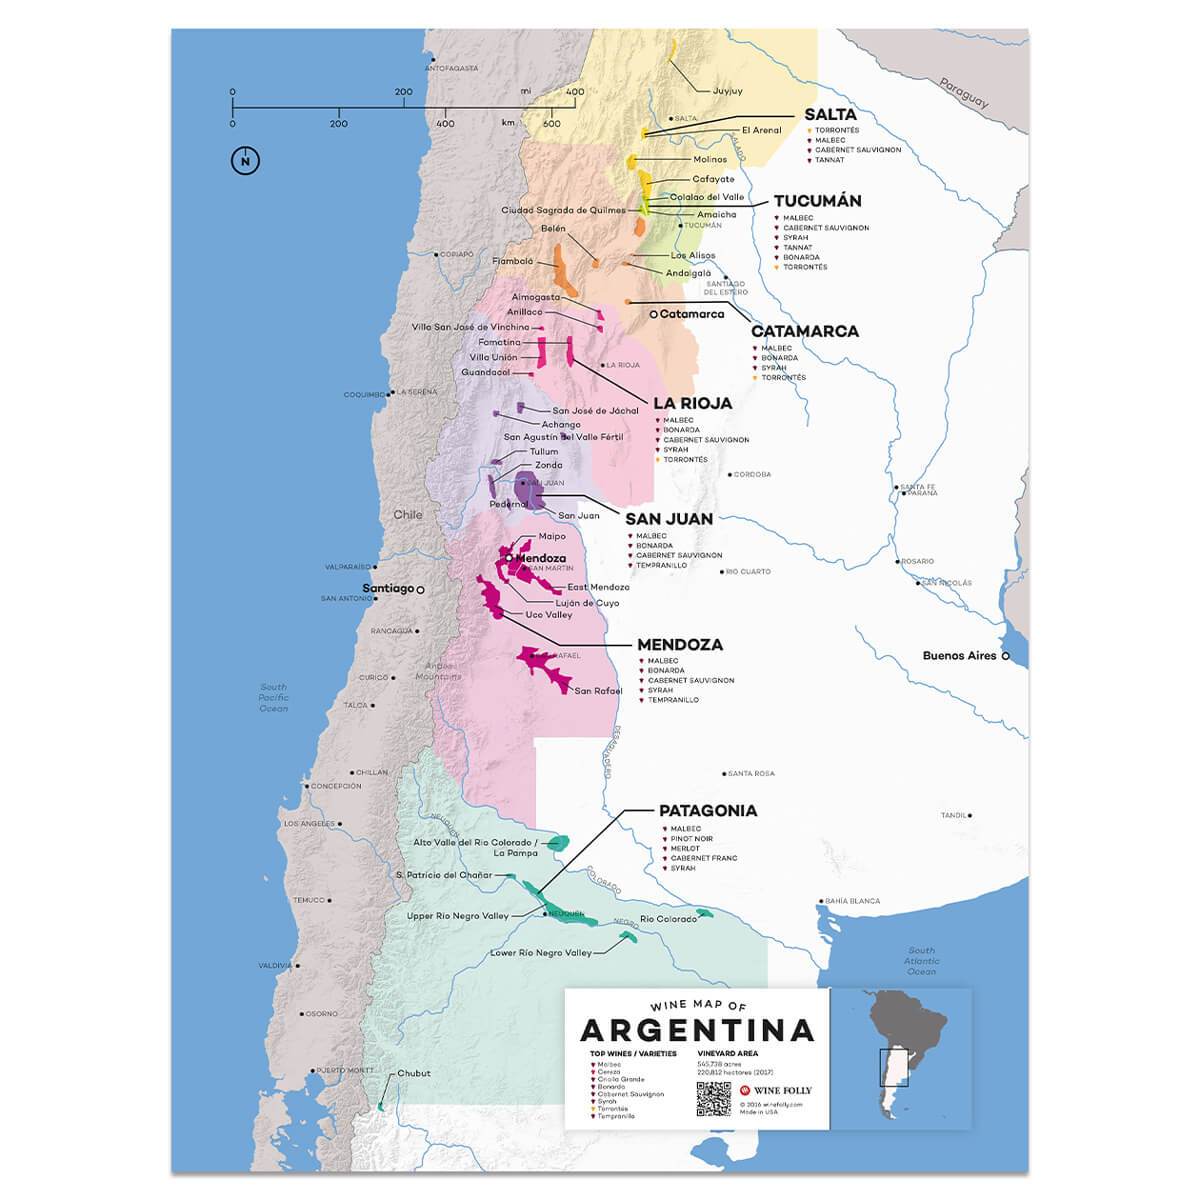 ANTOFAGASTA
0
200
mi
400
0
200
400
km
600
N
Paraguay
Juyjuy
SALTA
El Arenal
SALADO
Molinos
Cafayate
Colalao del Valle
Ciudad Sagrada de Quilmes
Amaicha
TUCUMÁN
SALTA
TORRONTÉS
MALBEC
CABERNET SAUVIGNON
TANNAT
TUCUMÁN
MALBEC
CABERNET SAUVIGNON
SYRAH
TANNAT
BONARDA
TORRONTÉS
Belén
COPIAPÓ
Fiambalá
Los Alisos
Andalgalá
SANTIAGO
DEL ESTERO
Aimogasta
Anillaco
Catamarca
CATAMARCA
MALBEC
BONARDA
SYRAH
TORRONTÉS
Villa San José de Vinchina
Famatina
Villa Unión
LA RIOJA
Guandacol
COQUIMBO
LA SERENA
LA RIOJA
MALBEC
BONARDA
CABERNET SAUVIGNON
SYRAH
TORRONTÉS
San José de Jáchal
Achango
San Agustín del Valle Fértil
Tullum
Zonda
SAN JUAN
Pedernal
San Juan
CORDOBA
SANTA FE
PARANÁ
Chile
SAN JUAN
MALBEC
BONARDA
CABERNET SAUVIGNON
TEMPRANILLO
Maipo
Mendoza
SAN MARTIN
VALPARAÍSO
Santiago
SAN ANTONIO
East Mendoza
Luján de Cuyo
Uco Valley
RIO CUARTO
ROSARIO
SAN NICOLÁS
RANCAGUA
MENDOZA
MALBEC
BONARDA
CABERNET SAUVIGNON
SYRAH
TEMPRANILLO
Buenos Aires
SAN RAFAEL
San Rafael
Andes
Mountains
CURICÓ
South
Pacific
Ocean
TALCA
DESAGUADERO
CHILLAN
SANTA ROSA
CONCEPCIÓN
LOS ANGELES
TANDIL
NEUQUEN
PATAGONIA
MALBEC
PINOT NOIR
MERLOT
CABERNET FRANC
SYRAH
Alto Valle del Rio Colorado /
La Pampa
S. Patricio del Chañar
COLORADO
TEMUCO
Upper Rio Negro Valley
NEUQUEN
NEGRO
Rio Colorado
BAHÍA BLANCA
Lower Río Negro Valley
VALDIVIA
South
Atlantic
Ocean
OSORNO
PUERTO MONTT
Chubut
WINE MAP OF
ARGENTINA
TOP WINES / VARIETIES
Malbec
Cereza
Criolla Grande
Bonarda
Cabernet Sauvignon
Syrah
Torrontés
Tempranillo
VINEYARD AREA
545,738 acres
220,812 hectares (2017)
WINE FOLLY
© 2016 winefolly.com
Made in USA